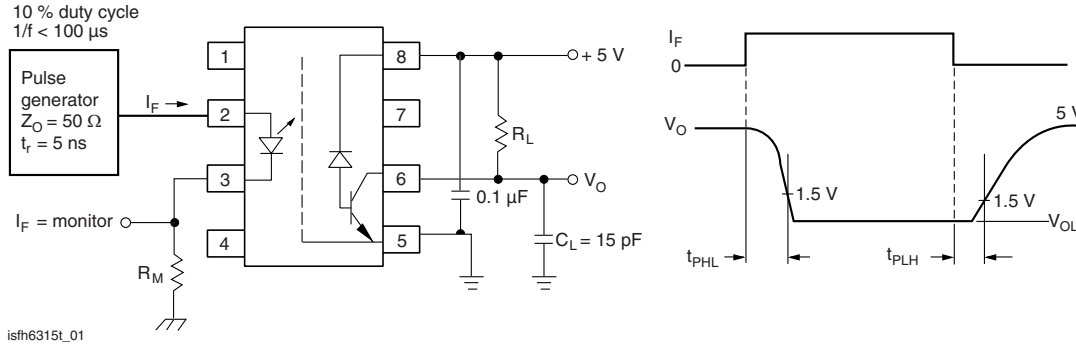 10 % duty cycle
1/f < 100 µs
Pulse
generator
Z_O = 50 Ω
t_r = 5 ns
I_F
1
2
3
4
8
7
6
5
I_F = monitor
R_M
+ 5 V
R_L
V_O
0.1 µF
C_L = 15 pF
I_F
0
V_O
5 V
1.5 V
1.5 V
V_OL
t_PHL
t_PLH
isfh6315t_01